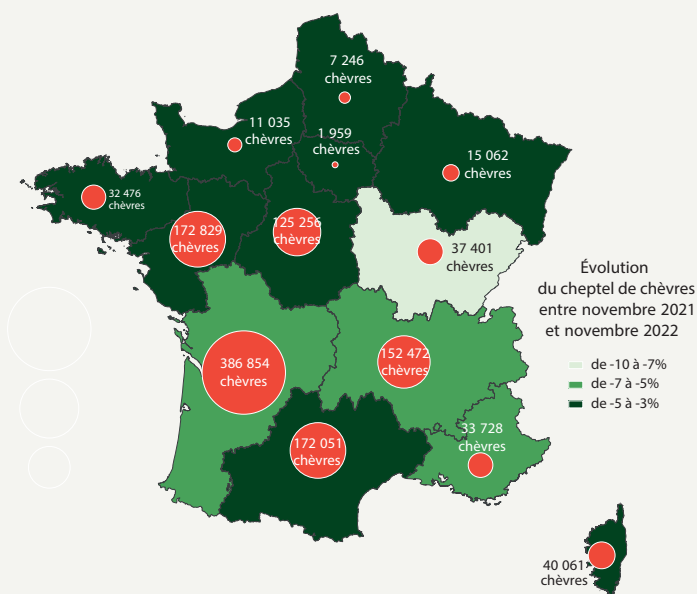 7 246
chèvres
11 035
chèvres
1 959
chèvres
15 062
chèvres
32 476
chèvres
172 829
chèvres
125 256
chèvres
37 401
chèvres
Évolution
du cheptel de chèvres
entre novembre 2021
et novembre 2022
de -10 à -7%
de -7 à -5%
de -5 à -3%
386 854
chèvres
152 472
chèvres
33 728
chèvres
172 051
chèvres
40 061
chèvres